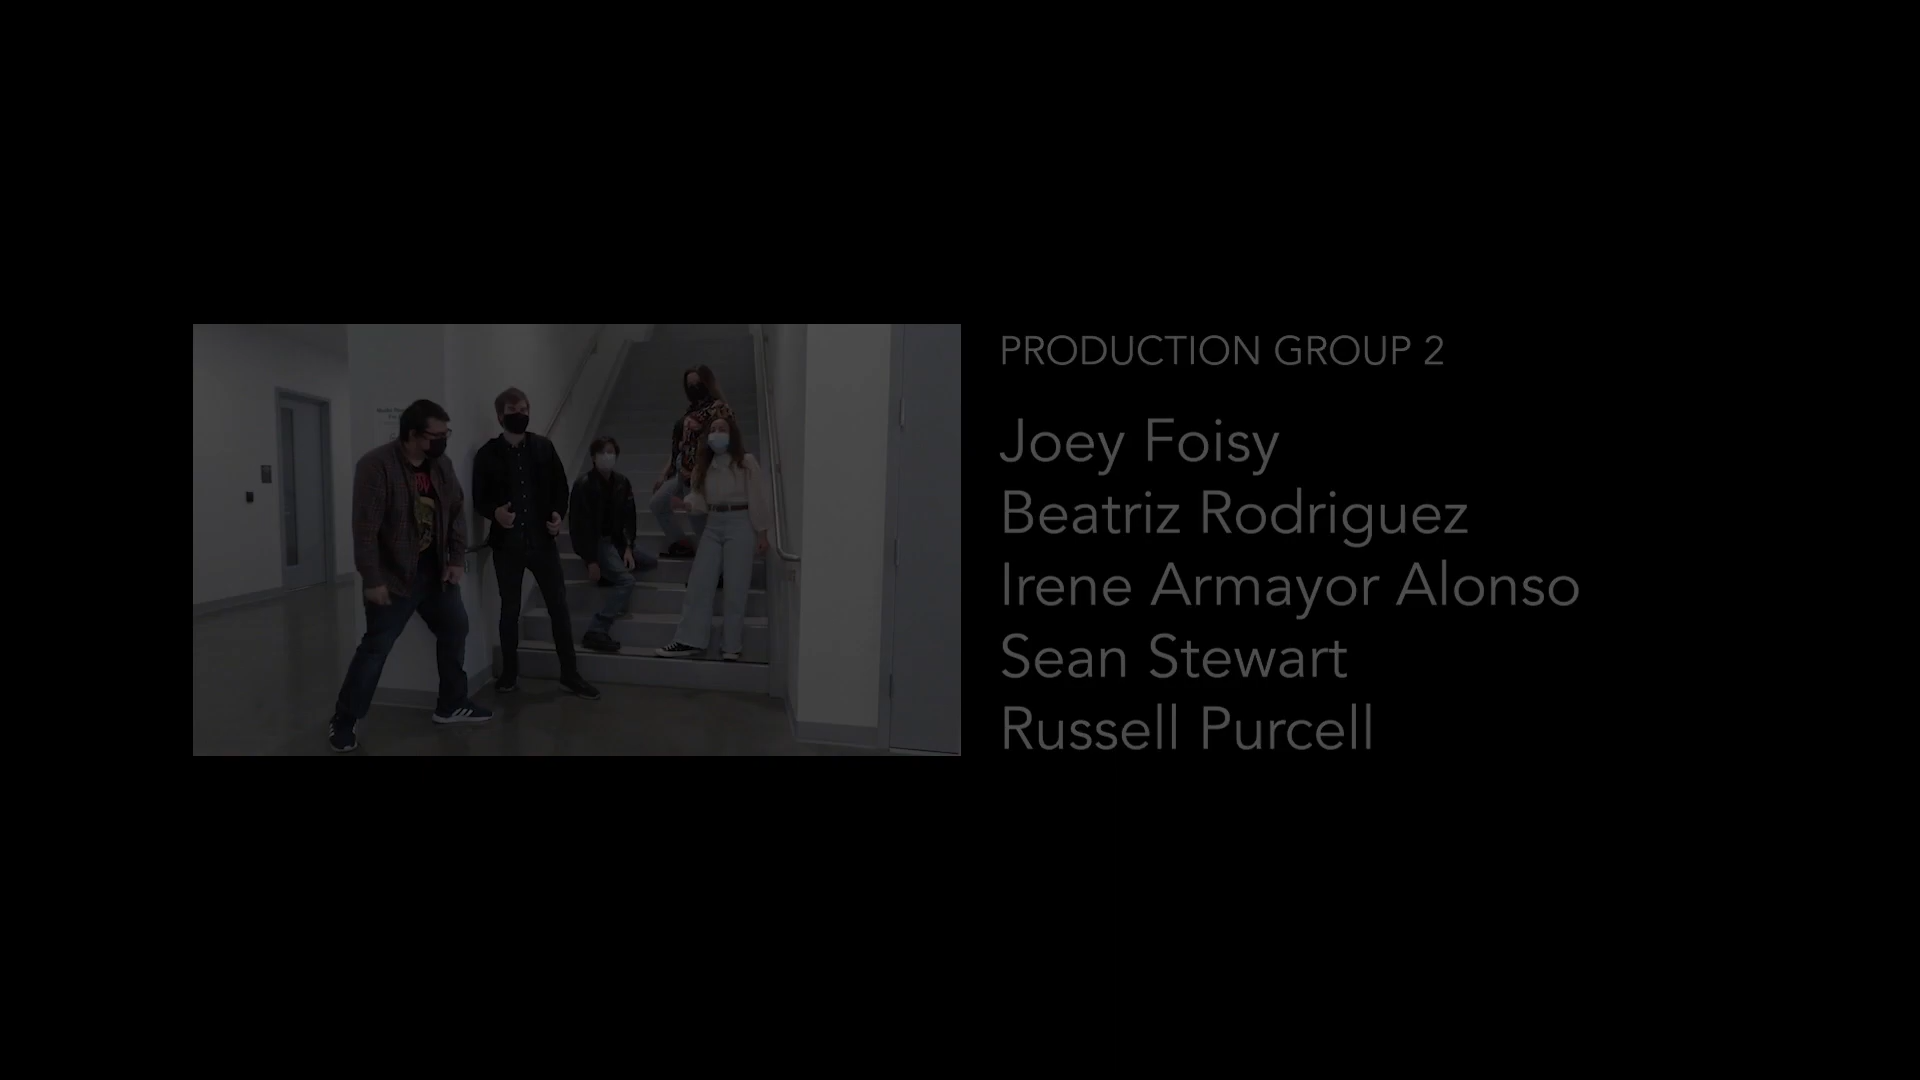 PRODUCTION GROUP 2
Joey Foisy
Beatriz Rodriguez
Irene Armayor Alonso
Sean Stewart
Russell Purcell